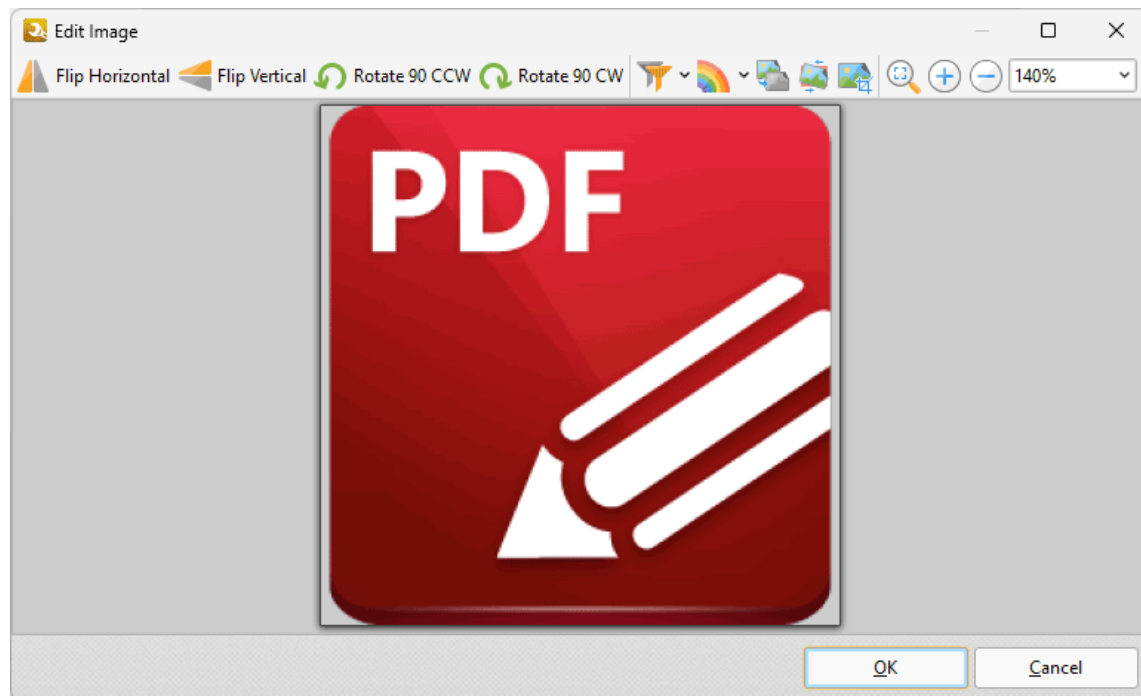 Edit Image
Flip Horizontal Flip Vertical Rotate 90 CCW Rotate 90 CW 140%
PDF
OK Cancel